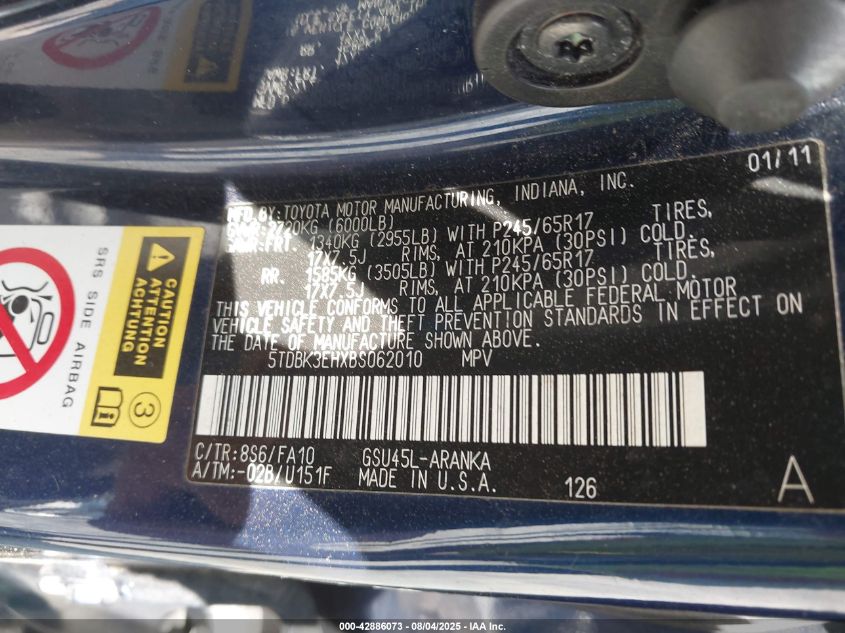 01/11
MFD.BY:TOYOTA MOTOR MANUFACTURING, INDIANA, INC.
GVWR:2720KG (6000LB)
GAWR:FRT. 1340KG (2955LB) WITH P245/65R17 TIRES,
17X7.5J RIMS, AT 210KPA (30PSI) COLD.
RR. 1585KG (3505LB) WITH P245/65R17 TIRES,
17X7.5J RIMS, AT 210KPA (30PSI) COLD.
THIS VEHICLE CONFORMS TO ALL APPLICABLE FEDERAL MOTOR
VEHICLE SAFETY AND THEFT PREVENTION STANDARDS IN EFFECT ON
THE DATE OF MANUFACTURE SHOWN ABOVE.
5TDBK3EHXBS062010 MPV
C/TR:8S6/FA10 GSU45L-ARANKA
A/TM:-02B/U151F MADE IN U.S.A. 126
A
CAUTION
ATTENTION
ACHTUNG
SRS SIDE AIRBAG
3
000-42886073 - 08/04/2025 - IAA Inc.